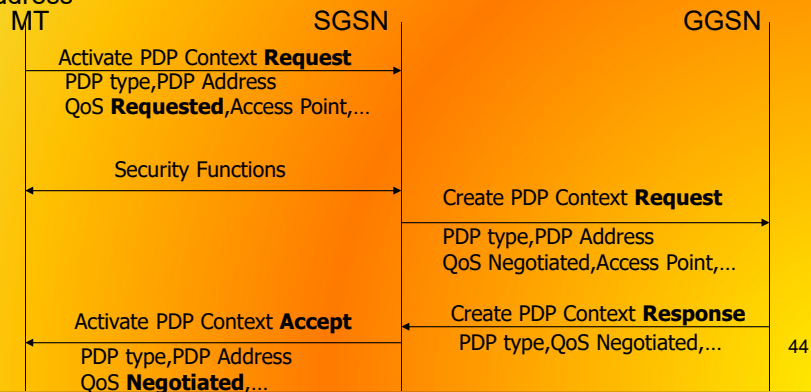 MT SGSN GGSN
Activate PDP Context Request
PDP type,PDP Address
QoS Requested,Access Point,...
Security Functions
Create PDP Context Request
PDP type,PDP Address
QoS Negotiated,Access Point,...
Create PDP Context Response
PDP type,QoS Negotiated,...
Activate PDP Context Accept
PDP type,PDP Address
QoS Negotiated,...
44